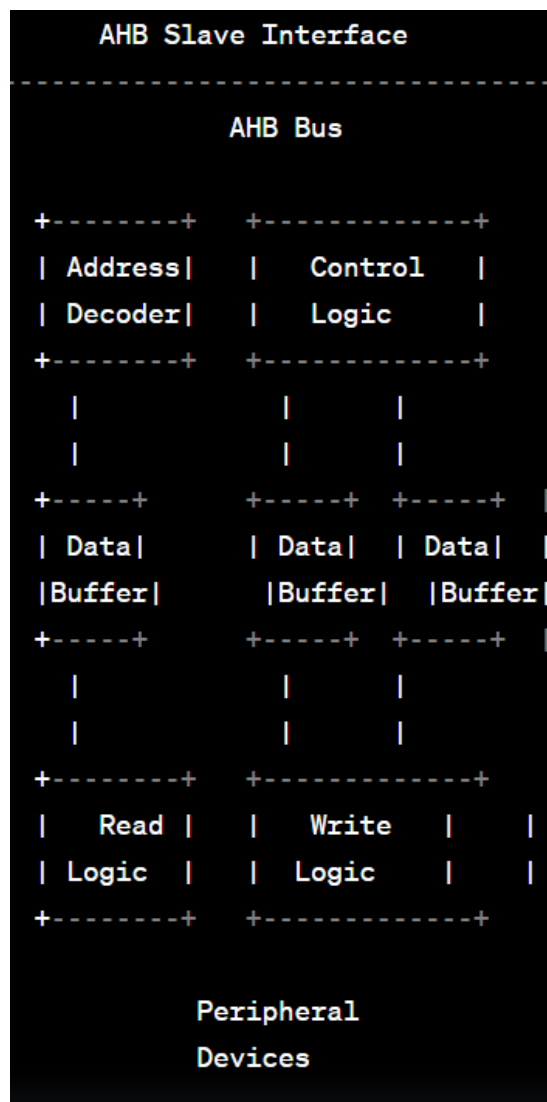 AHB Slave Interface
---------------------------------
AHB Bus
+--------+   +-------------+
| Address|   |   Control   |
| Decoder|   |   Logic     |
+--------+   +-------------+
  |            |      |
  |            |      |
+-----+      +-----+  +-----+  |
| Data|      | Data|  | Data|  |
|Buffer|      |Buffer|  |Buffer|
+-----+      +-----+  +-----+  |
  |            |      |
  |            |      |
+--------+   +-------------+
|   Read |   |   Write   |    |
| Logic  |   |  Logic    |    |
+--------+   +-------------+
Peripheral
Devices